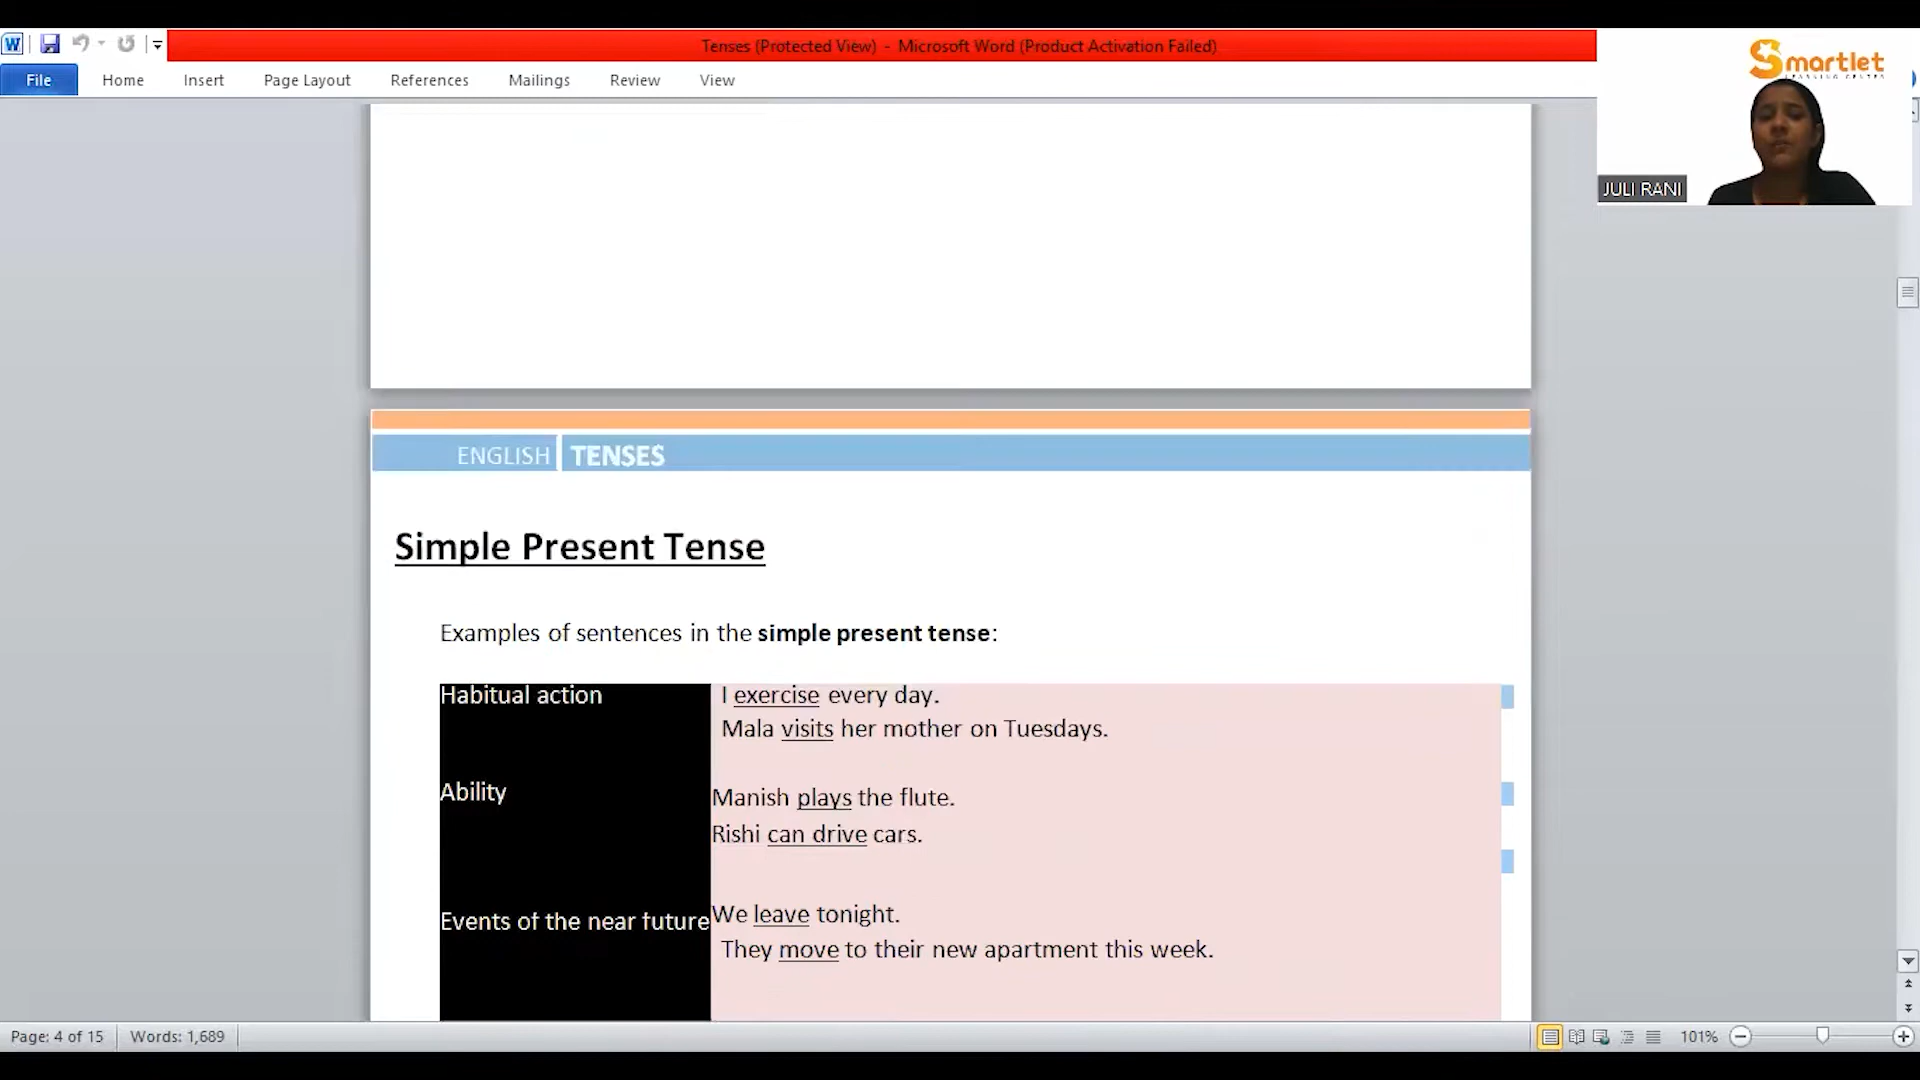 Tenses (Protected View) - Microsoft Word (Product Activation Failed)
File Home Insert Page Layout References Mailings Review View
Smartlet
LEARNING CENTER
JULI RANI
ENGLISH TENSES
Simple Present Tense
Examples of sentences in the simple present tense:
Habitual action I exercise every day.
Mala visits her mother on Tuesdays.
Ability Manish plays the flute.
Rishi can drive cars.
Events of the near future We leave tonight.
They move to their new apartment this week.
Page: 4 of 15 Words: 1,689 101%